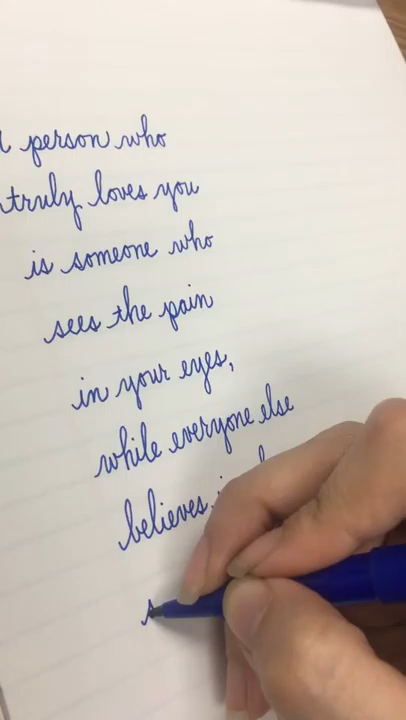 person who
truly loves you
is someone who
sees the pain
in your eyes,
while everyone else
believes